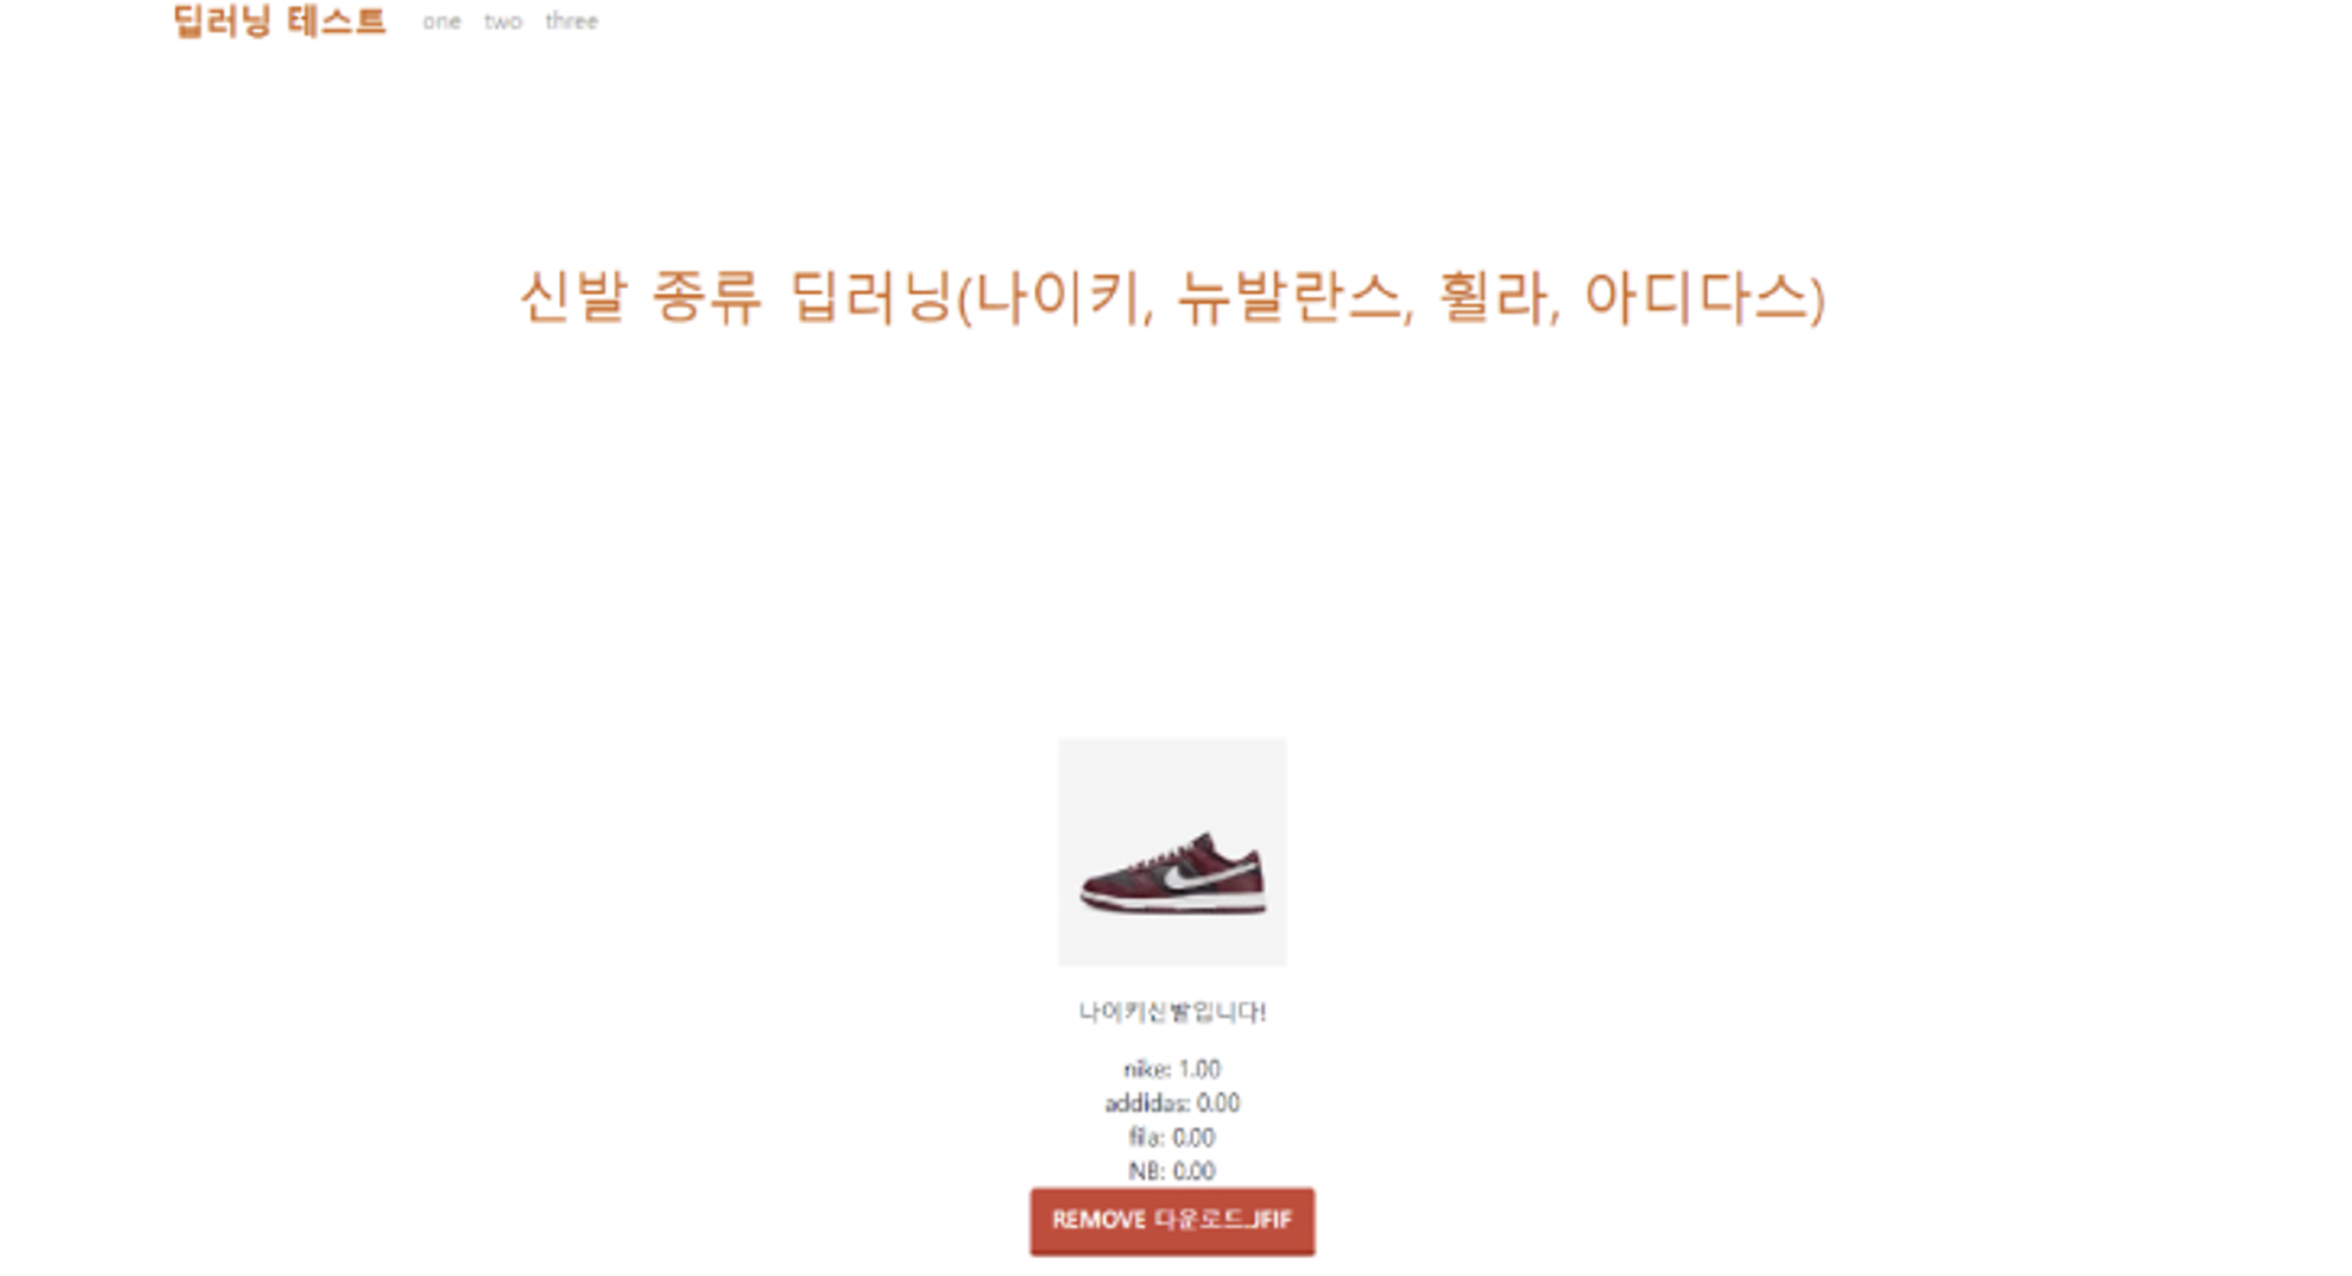 딥러닝 테스트 one two three
신발 종류 딥러닝(나이키, 뉴발란스, 휠라, 아디다스)
나이키신발입니다!
nike: 1.00
addidas: 0.00
fila: 0.00
NB: 0.00
REMOVE 다운로드.JFIF